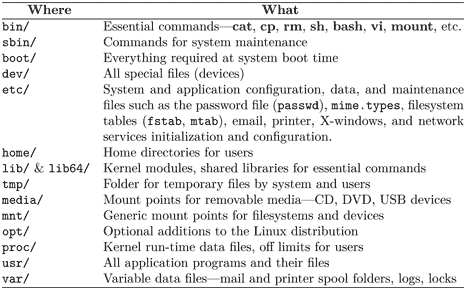 Where What
bin/ Essential commands—cat, cp, rm, sh, bash, vi, mount, etc.
sbin/ Commands for system maintenance
boot/ Everything required at system boot time
dev/ All special files (devices)
etc/ System and application configuration, data, and maintenance
files such as the password file (passwd), mime.types, filesystem
tables (fstab, mtab), email, printer, X-windows, and network
services initialization and configuration.
home/ Home directories for users
lib/ & lib64/ Kernel modules, shared libraries for essential commands
tmp/ Folder for temporary files by system and users
media/ Mount points for removable media—CD, DVD, USB devices
mnt/ Generic mount points for filesystems and devices
opt/ Optional additions to the Linux distribution
proc/ Kernel run-time data files, off limits for users
usr/ All application programs and their files
var/ Variable data files—mail and printer spool folders, logs, locks